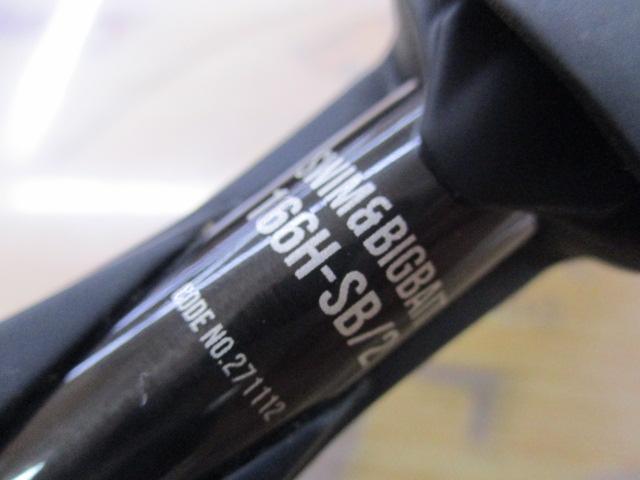 SWIM&BIGBAIT
166H-SB/2
CODE NO.271112